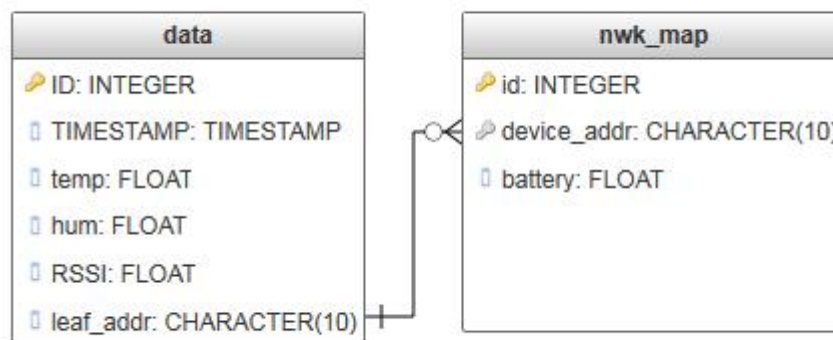 data
ID: INTEGER
TIMESTAMP: TIMESTAMP
temp: FLOAT
hum: FLOAT
RSSI: FLOAT
leaf_addr: CHARACTER(10)
nwk_map
id: INTEGER
device_addr: CHARACTER(10)
battery: FLOAT